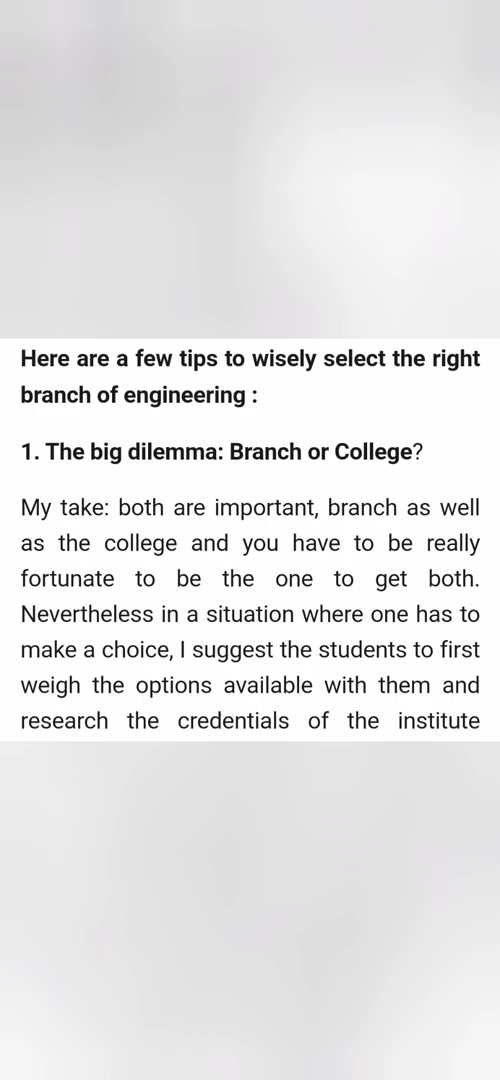 Here are a few tips to wisely select the right
branch of engineering :
1. The big dilemma: Branch or College?
My take: both are important, branch as well
as the college and you have to be really
fortunate to be the one to get both.
Nevertheless in a situation where one has to
make a choice, I suggest the students to first
weigh the options available with them and
research the credentials of the institute